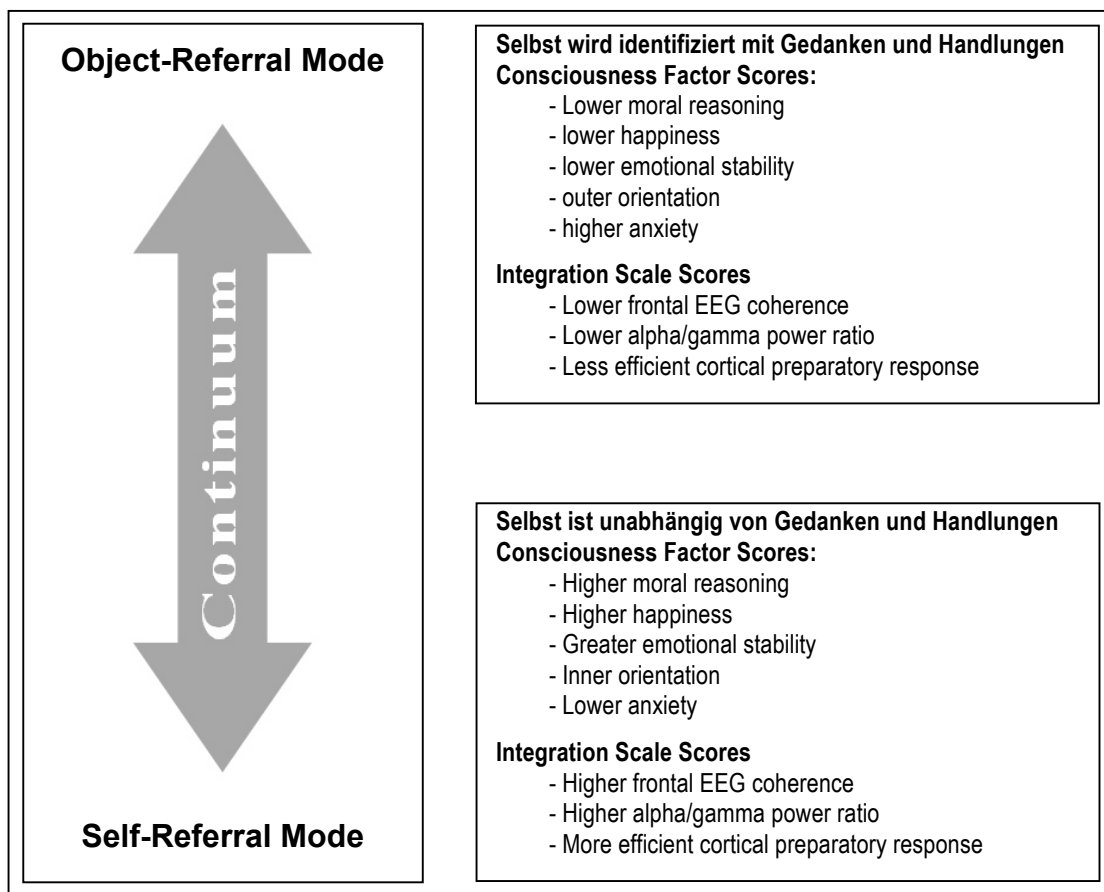 Object-Referral Mode
Continuum
Self-Referral Mode
Selbst wird identifiziert mit Gedanken und Handlungen
Consciousness Factor Scores:
- Lower moral reasoning
- lower happiness
- lower emotional stability
- outer orientation
- higher anxiety
Integration Scale Scores
- Lower frontal EEG coherence
- Lower alpha/gamma power ratio
- Less efficient cortical preparatory response
Selbst ist unabhängig von Gedanken und Handlungen
Consciousness Factor Scores:
- Higher moral reasoning
- Higher happiness
- Greater emotional stability
- Inner orientation
- Lower anxiety
Integration Scale Scores
- Higher frontal EEG coherence
- Higher alpha/gamma power ratio
- More efficient cortical preparatory response